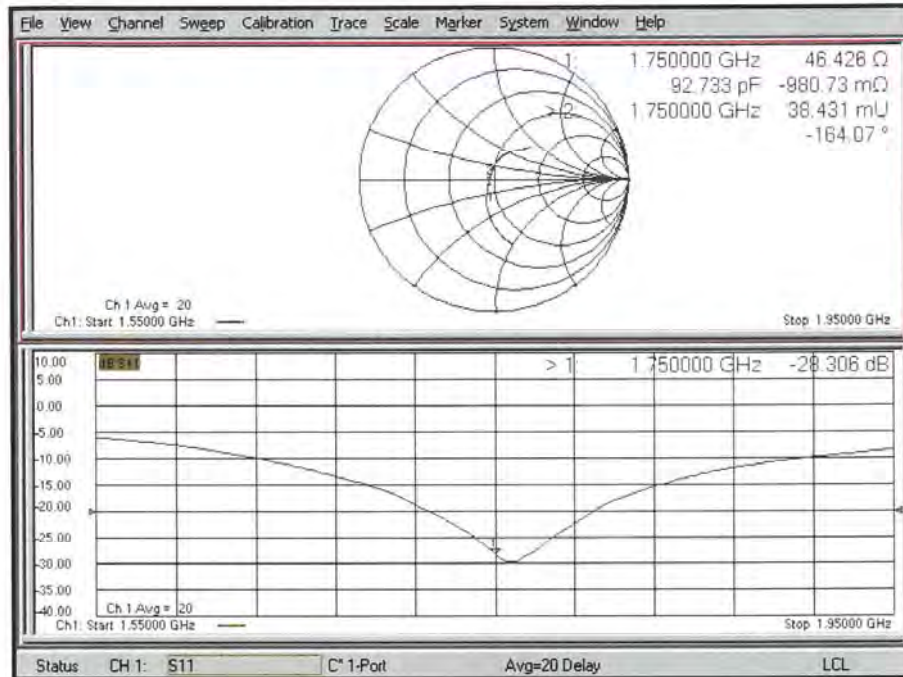 File View Channel Sweep Calibration Trace Scale Marker System Window Help
1: 1.750000 GHz 46.426 Ω
92.733 pF -980.73 mΩ
> 2: 1.750000 GHz 38.431 mU
-164.07 °
Ch 1 Avg = 20
Ch1: Start 1.55000 GHz
Stop 1.95000 GHz
10.00
dB S11
> 1: 1.750000 GHz -28.306 dB
5.00
0.00
-5.00
-10.00
-15.00
-20.00
-25.00
1
-30.00
-35.00
-40.00
Ch 1 Avg = 20
Ch1: Start 1.55000 GHz
Stop 1.95000 GHz
Status CH 1: S11 C* 1-Port Avg=20 Delay LCL